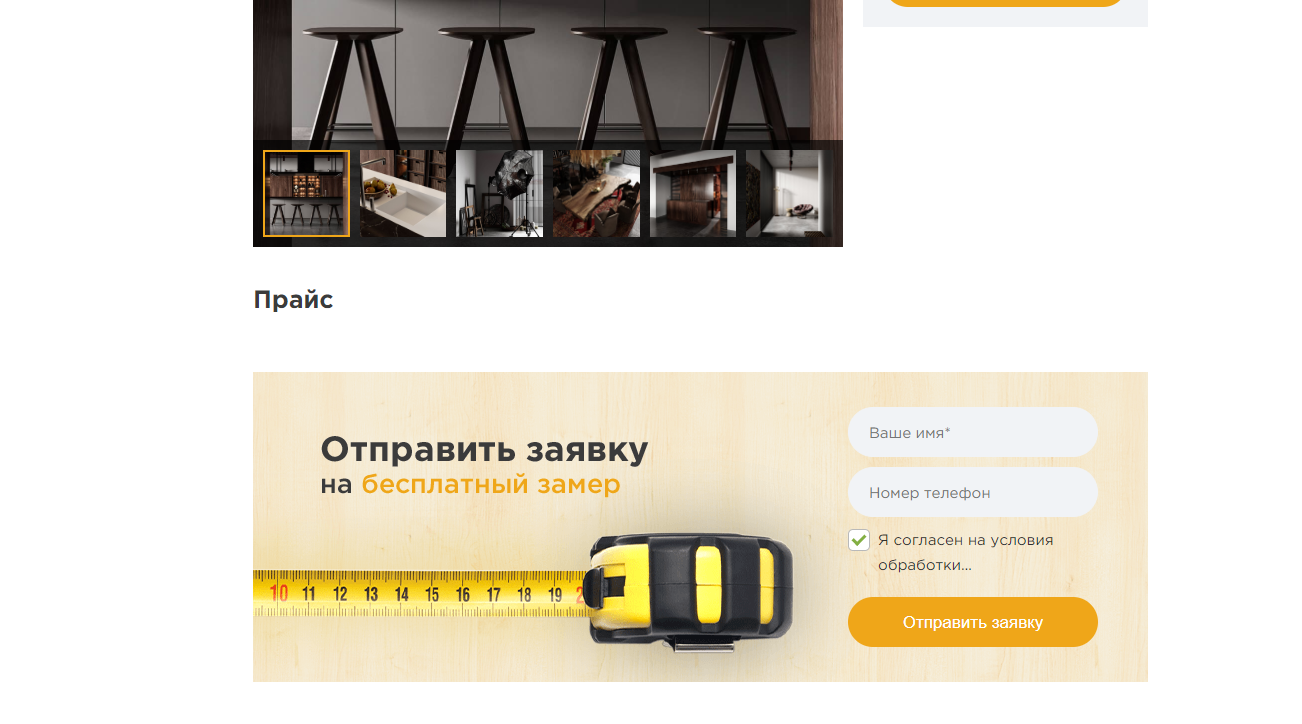 Прайс
Отправить заявку
на бесплатный замер
10 11 12 13 14 15 16 17 18 19 2
Ваше имя*
Номер телефон
Я согласен на условия
обработки...
Отправить заявку